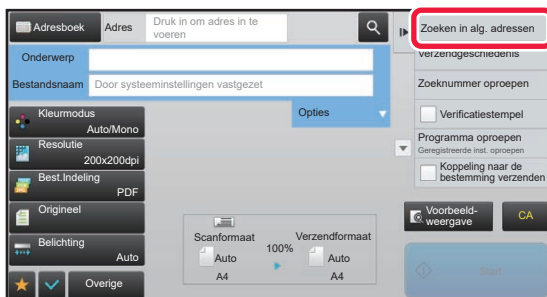 Adresboek
Adres
Druk in om adres in te
voeren
Zoeken in alg. adressen
Onderwerp
Verzendgeschiedenis
Bestandsnaam
Door systeeminstellingen vastgezet
Zoeknummer oproepen
Kleurmodus
Auto/Mono
Opties
Verificatiestempel
Resolutie
200x200dpi
Programma oproepen
Geregistreerde inst. oproepen
Best.Indeling
PDF
Koppeling naar de
bestemming verzenden
Origineel
Voorbeeld-
weergave
CA
Scanformaat
Verzendformaat
100%
Belichting
Auto
Auto
A4
Auto
A4
Overige
Start